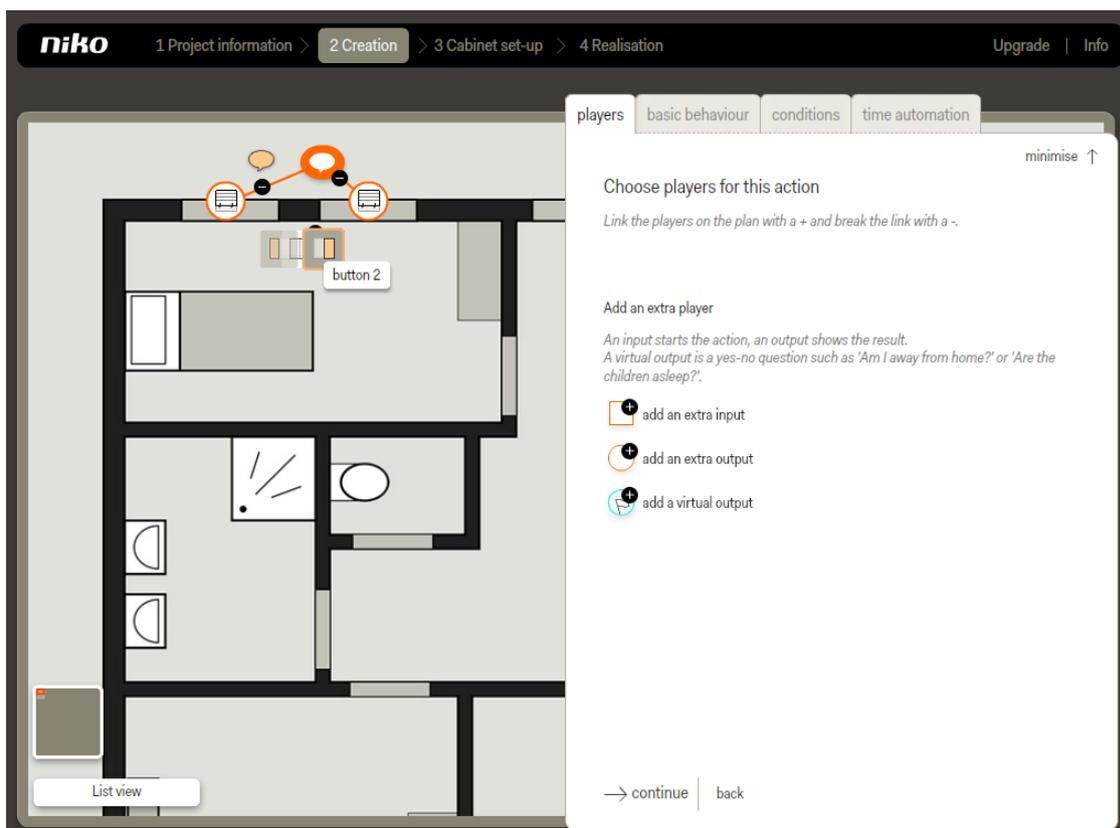 niko
1 Project information
2 Creation
3 Cabinet set-up
4 Realisation
Upgrade | Info
players
basic behaviour
conditions
time automation
minimise ↑
Choose players for this action
Link the players on the plan with a + and break the link with a -.
button 2
Add an extra player
An input starts the action, an output shows the result.
A virtual output is a yes-no question such as 'Am I away from home?' or 'Are the
children asleep?'.
add an extra input
add an extra output
add a virtual output
List view
→ continue | back